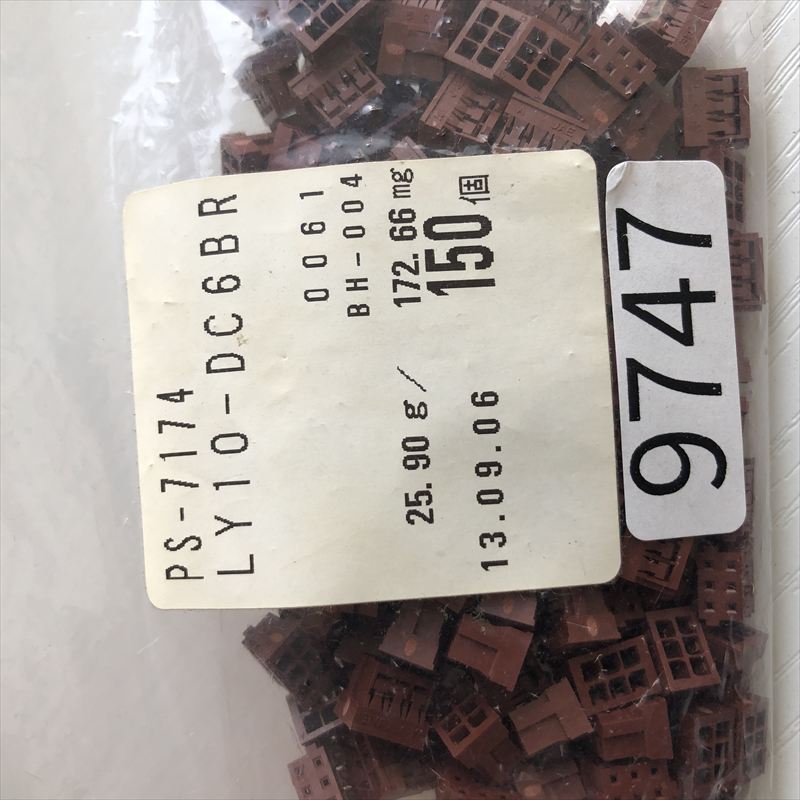 PS-7174
LY10-DC6BR
0061
BH-004
25.90g/ 172.66mg
150個
13.09.06
9747